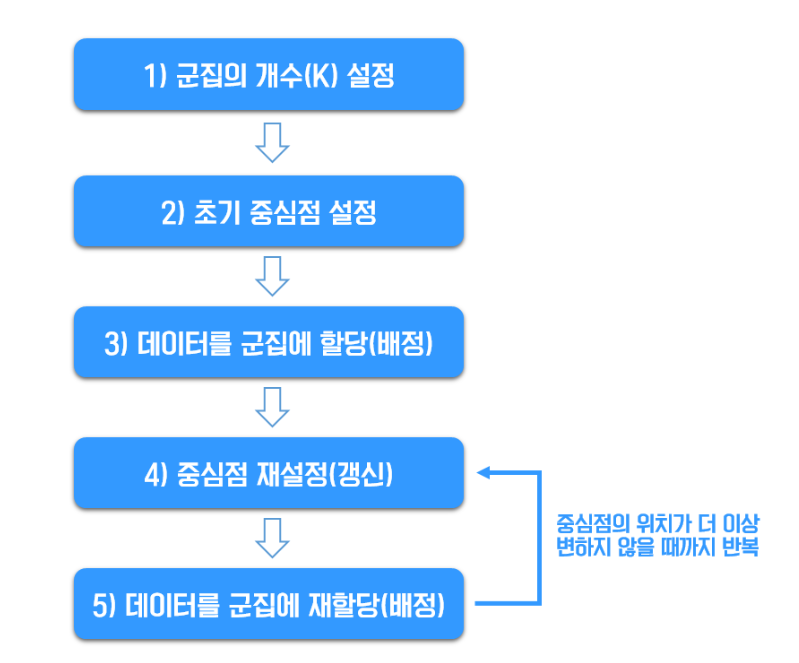 1) 군집의 개수(K) 설정
2) 초기 중심점 설정
3) 데이터를 군집에 할당(배정)
4) 중심점 재설정(갱신)
중심점의 위치가 더 이상
변하지 않을 때까지 반복
5) 데이터를 군집에 재할당(배정)